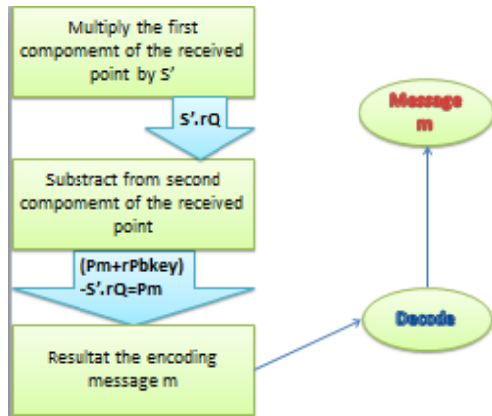 Multiply the first
compomemt of the received
point by S'
S'.rQ
Substract from second
compomemt of the received
point
(Pm+rPbkey)
-S'.rQ=Pm
Resultat the encoding
message m
Message
m
Decode